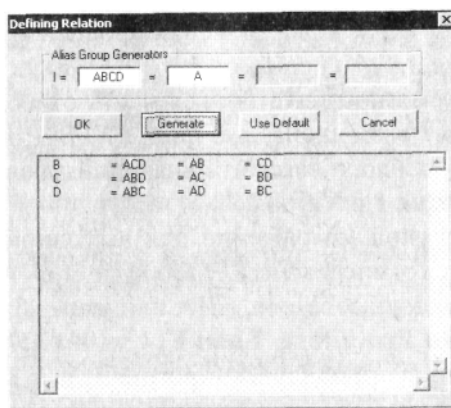 Defining Relation
Alias Group Generators
I = ABCD = A = =
OK Generate Use Default Cancel
B = ACD = AB = CD
C = ABD = AC = BD
D = ABC = AD = BC